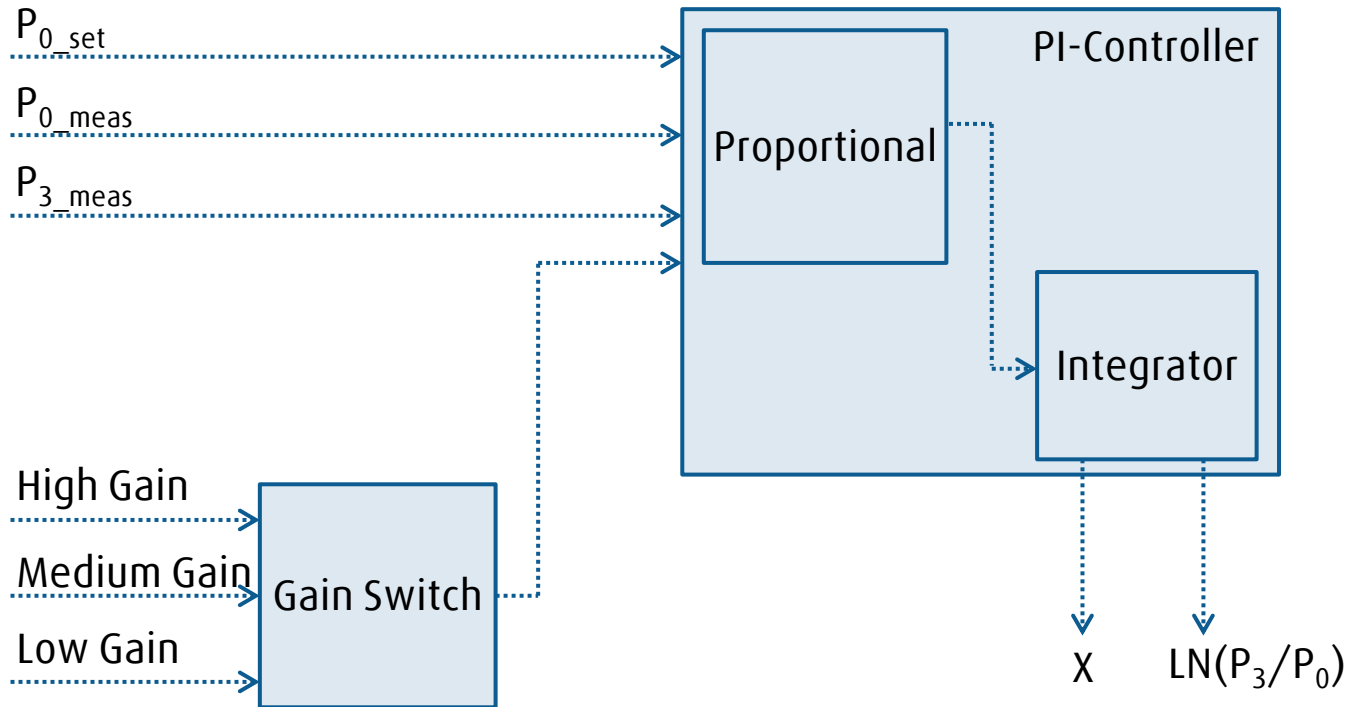 P0_set
PI-Controller
P0_meas
Proportional
P3_meas
Integrator
High Gain
Medium Gain
Gain Switch
Low Gain
X
LN(P3/P0)